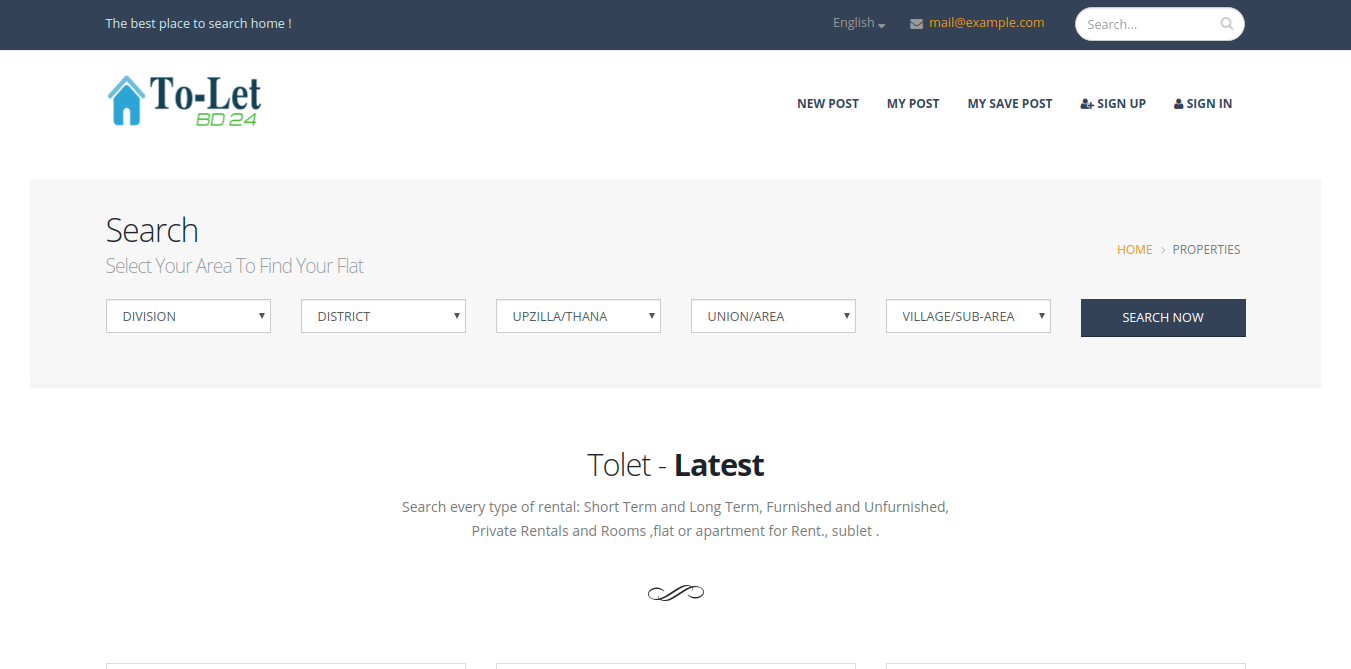 The best place to search home !
English
mail@example.com
Search...
To-Let
BD 24
NEW POST
MY POST
MY SAVE POST
SIGN UP
SIGN IN
Search
Select Your Area To Find Your Flat
HOME > PROPERTIES
DIVISION
DISTRICT
UPZILLA/THANA
UNION/AREA
VILLAGE/SUB-AREA
SEARCH NOW
Tolet - Latest
Search every type of rental: Short Term and Long Term, Furnished and Unfurnished,
Private Rentals and Rooms ,flat or apartment for Rent., sublet .